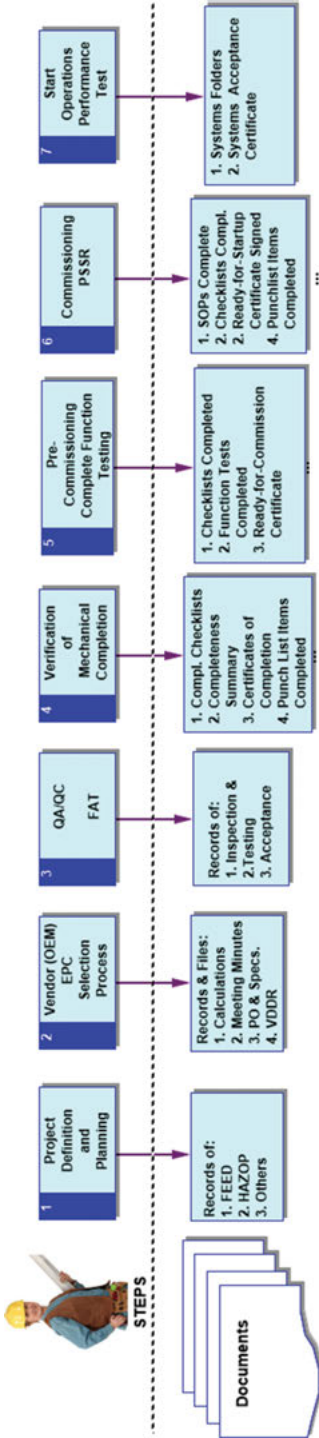 STEPS
1
Project
Definition
and
Planning
2
Vendor (OEM)
EPC
Selection
Process
3
QA/QC
FAT
4
Verification
of
Mechanical
Completion
5
Pre-
Commissioning
Complete Function
Testing
6
Commissioning
PSSR
7
Start
Operations
Performance
Test
Documents
Records of:
1. FEED
2. HAZOP
3. Others
Records & Files:
1. Calculations
2. Meeting Minutes
3. PO & Specs.
4. VDDR
Records of:
1. Inspection &
2.Testing
3. Acceptance
1. Compl. Checklists
2. Completeness
Summary
3. Certificates of
Completion
4. Punch List Items
Completed
...
1. Checklists Completed
2. Function Tests
Completed
3. Ready-for-Commission
Certificate
...
1. SOPs Complete
2. Checklists Compl.
2. Ready-for-Startup
Certificate Signed
4. Punchlist Items
Completed
...
1. Systems Folders
2. Systems Acceptance
Certificate